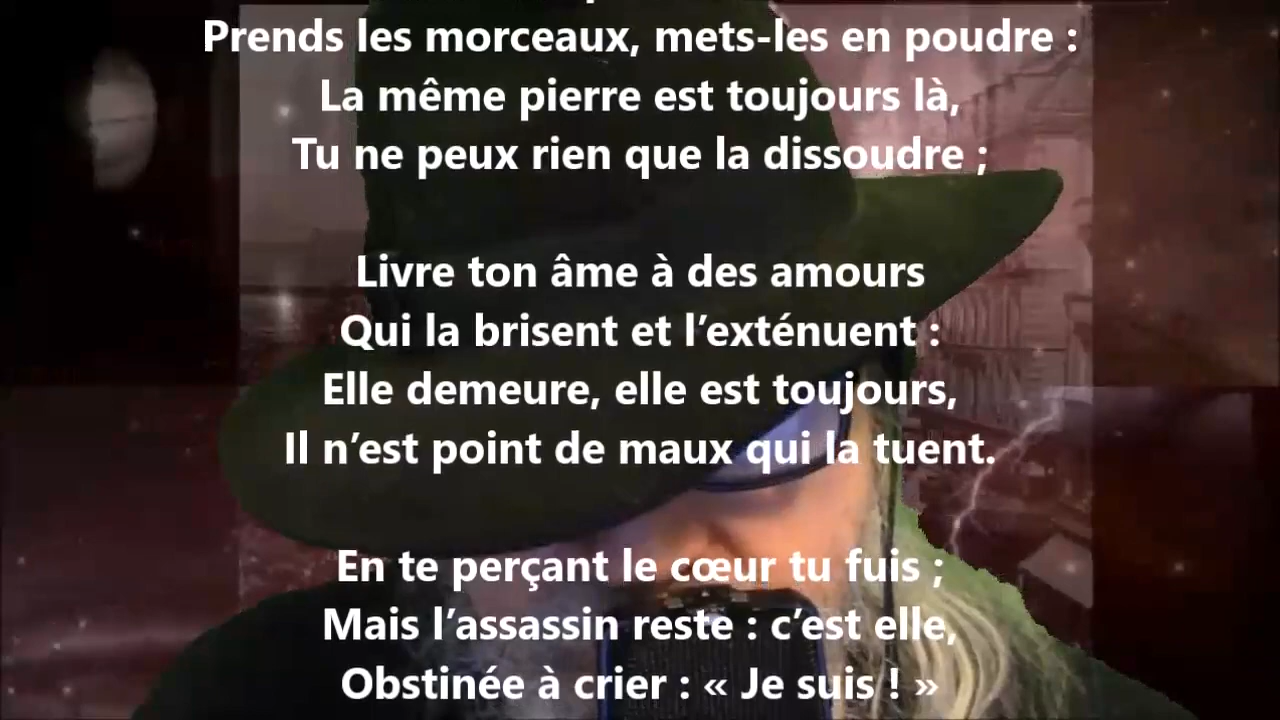 Prends les morceaux, mets-les en poudre :
La même pierre est toujours là,
Tu ne peux rien que la dissoudre ;
Livre ton âme à des amours
Qui la brisent et l’exténuent :
Elle demeure, elle est toujours,
Il n’est point de maux qui la tuent.
En te perçant le cœur tu fuis ;
Mais l’assassin reste : c’est elle,
Obstinée à crier : « Je suis ! »